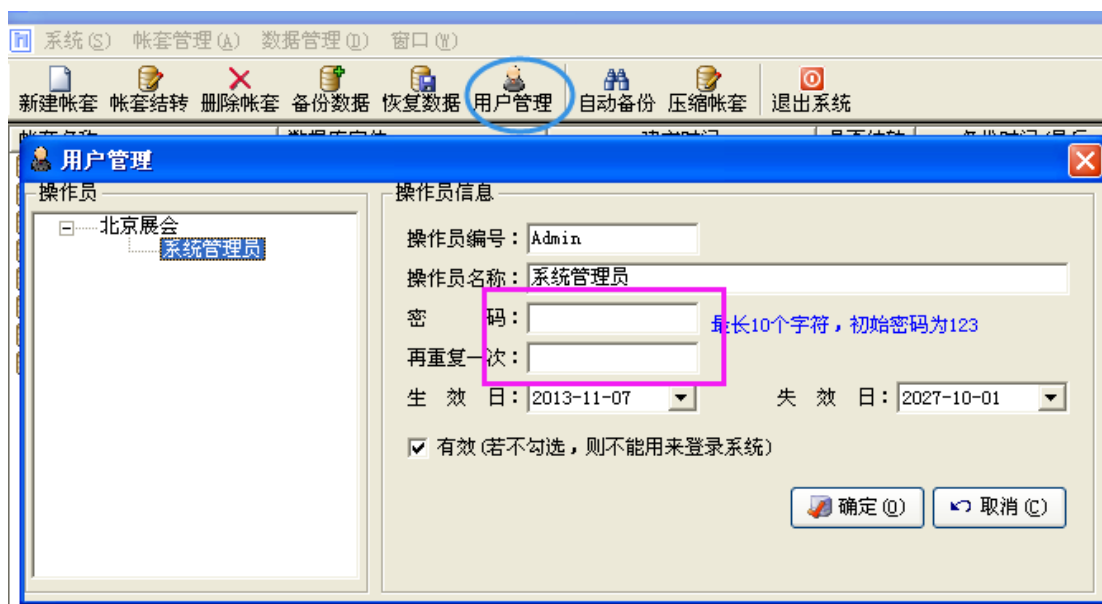 系统(S) 帐套管理(A) 数据管理(D) 窗口(W)
新建帐套 帐套结转 删除帐套 备份数据 恢复数据 用户管理 自动备份 压缩帐套 退出系统
用户管理
操作员
操作员信息
北京展会
系统管理员
操作员编号：Admin
操作员名称：系统管理员
密 码：
最长10个字符，初始密码为123
再重复一次：
生 效 日：2013-11-07 失 效 日：2027-10-01
有效(若不勾选，则不能用来登录系统)
确定(O) 取消(C)